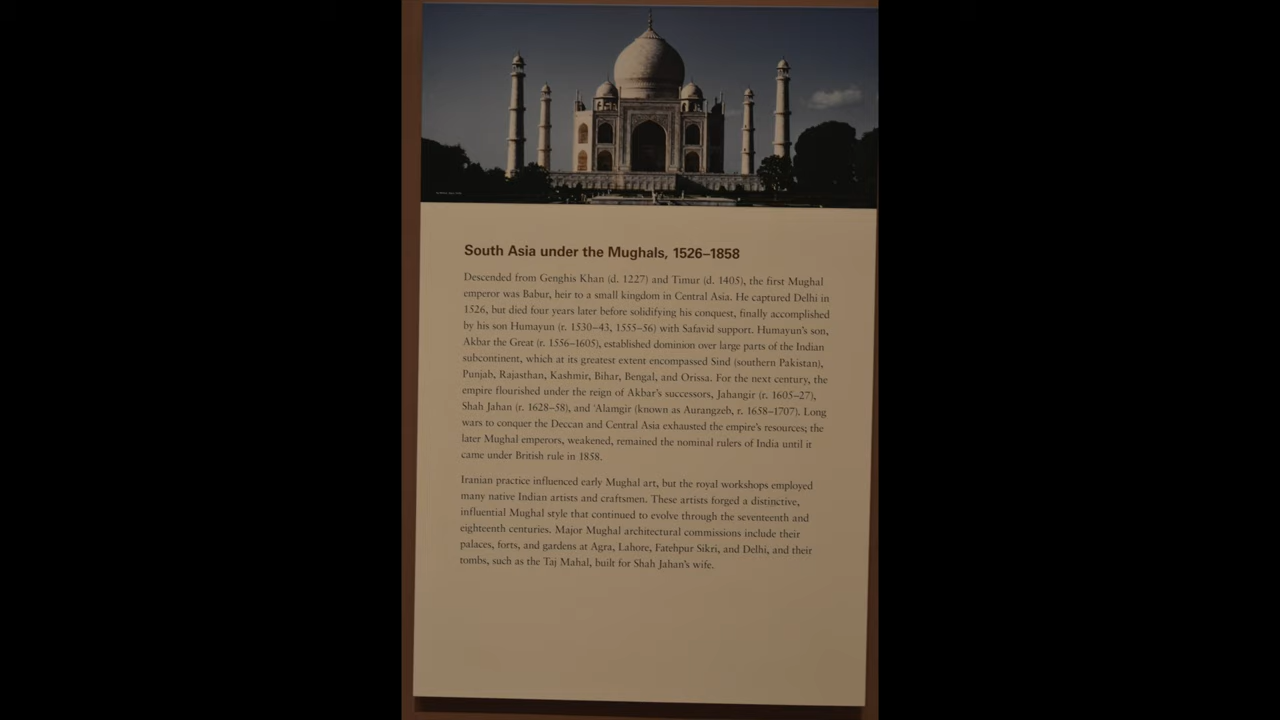 South Asia under the Mughals, 1526–1858
Descended from Genghis Khan (d. 1227) and Timur (d. 1405), the first Mughal
emperor was Babur, heir to a small kingdom in Central Asia. He captured Delhi in
1526, but died four years later before solidifying his conquest, finally accomplished
by his son Humayun (r. 1530–43, 1555–56) with Safavid support. Humayun's son,
Akbar the Great (r. 1556–1605), established dominion over large parts of the Indian
subcontinent, which at its greatest extent encompassed Sind (southern Pakistan),
Punjab, Rajasthan, Kashmir, Bihar, Bengal, and Orissa. For the next century, the
empire flourished under the reign of Akbar's successors, Jahangir (r. 1605–27),
Shah Jahan (r. 1628–58), and ʿAlamgir (known as Aurangzeb, r. 1658–1707). Long
wars to conquer the Deccan and Central Asia exhausted the empire's resources; the
later Mughal emperors, weakened, remained the nominal rulers of India until it
came under British rule in 1858.
Iranian practice influenced early Mughal art, but the royal workshops employed
many native Indian artists and craftsmen. These artists forged a distinctive,
influential Mughal style that continued to evolve through the seventeenth and
eighteenth centuries. Major Mughal architectural commissions include their
palaces, forts, and gardens at Agra, Lahore, Fatehpur Sikri, and Delhi, and their
tombs, such as the Taj Mahal, built for Shah Jahan's wife.